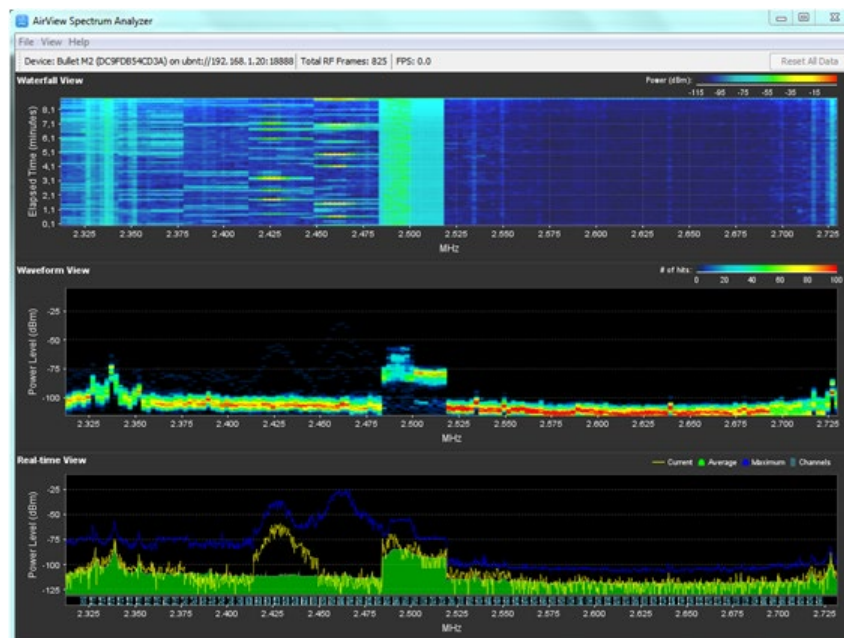 AirView Spectrum Analyzer
File View Help
Device: Bullet M2 (DC9FDB54CD3A) on ubnt://192.168.1.20:18888 Total RF Frames: 825 FPS: 0.0 Reset All Data
Waterfall View
Power (dBm):
-115 -95 -75 -55 -35 -15
Elapsed Time (minutes)
8,1
7,1
6,1
5,1
4,1
3,1
2,1
1,1
0,1
2.325 2.350 2.375 2.400 2.425 2.450 2.475 2.500 2.525 2.550 2.575 2.600 2.625 2.650 2.675 2.700 2.725
MHz
Waveform View
# of hits:
0 20 40 60 80 100
Power Level (dBm)
-25
-50
-75
-100
2.325 2.350 2.375 2.400 2.425 2.450 2.475 2.500 2.525 2.550 2.575 2.600 2.625 2.650 2.675 2.700 2.725
MHz
Real-time View
Current Average Maximum Channels
Power Level (dBm)
-25
-50
-75
-100
-125
2.325 2.350 2.375 2.400 2.425 2.450 2.475 2.500 2.525 2.550 2.575 2.600 2.625 2.650 2.675 2.700 2.725
MHz